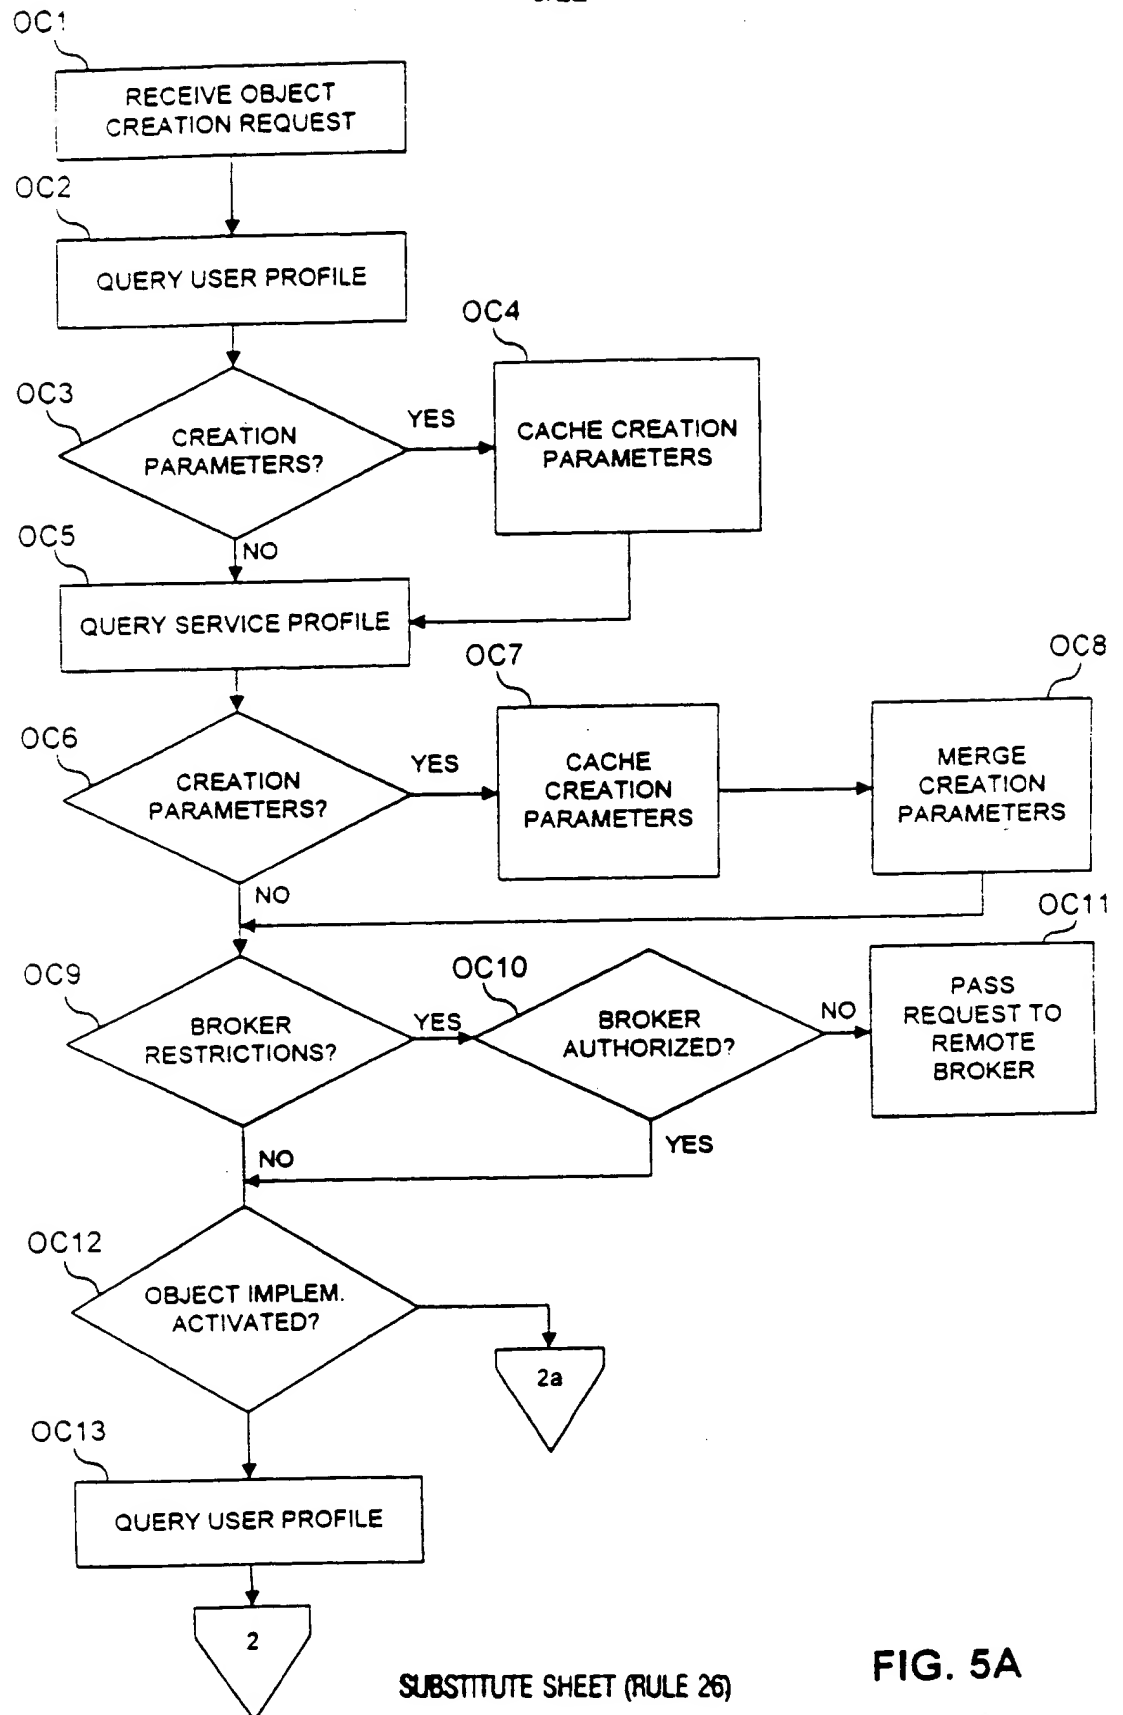 OC1
RECEIVE OBJECT
CREATION REQUEST
OC2
QUERY USER PROFILE
OC3
CREATION
PARAMETERS?
YES
OC4
CACHE CREATION
PARAMETERS
NO
OC5
QUERY SERVICE PROFILE
OC6
CREATION
PARAMETERS?
YES
OC7
CACHE
CREATION
PARAMETERS
OC8
MERGE
CREATION
PARAMETERS
NO
OC9
BROKER
RESTRICTIONS?
YES
OC10
BROKER
AUTHORIZED?
NO
OC11
PASS
REQUEST TO
REMOTE
BROKER
NO
YES
OC12
OBJECT IMPLEM.
ACTIVATED?
2a
OC13
QUERY USER PROFILE
2
SUBSTITUTE SHEET (RULE 26)
FIG. 5A